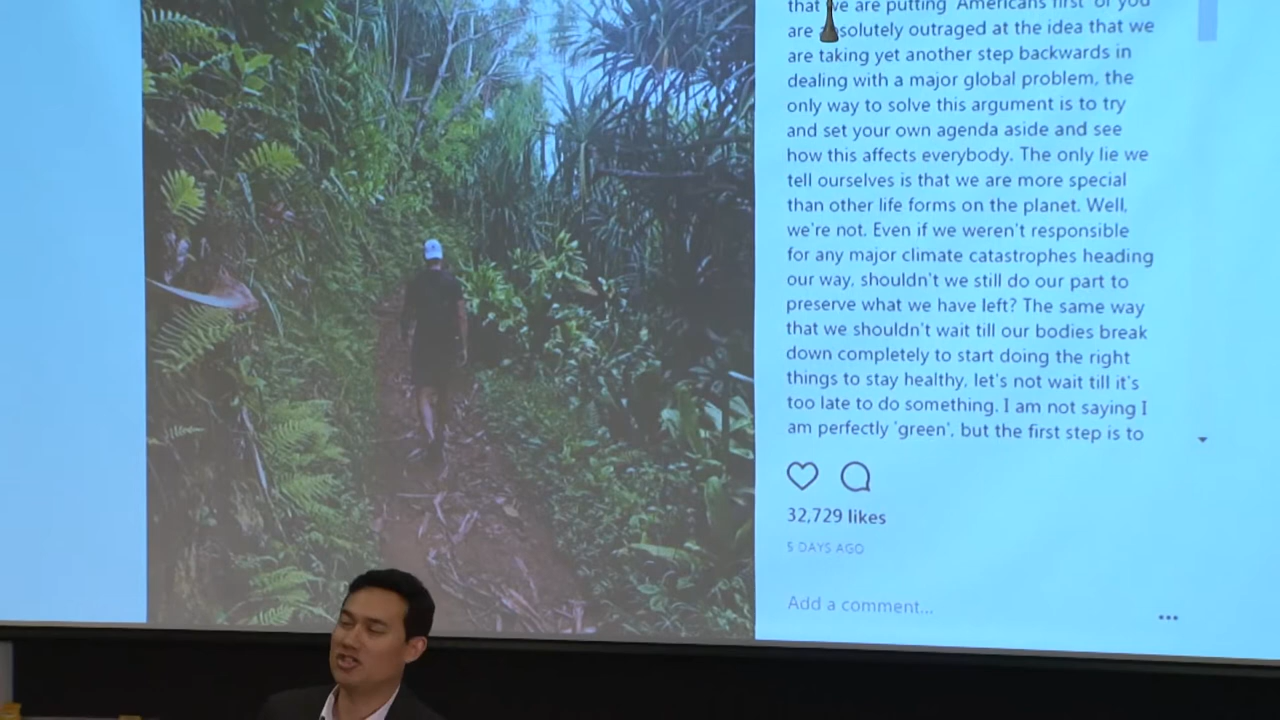 that we are putting 'Americans first' or you
are absolutely outraged at the idea that we
are taking yet another step backwards in
dealing with a major global problem, the
only way to solve this argument is to try
and set your own agenda aside and see
how this affects everybody. The only lie we
tell ourselves is that we are more special
than other life forms on the planet. Well,
we're not. Even if we weren't responsible
for any major climate catastrophes heading
our way, shouldn't we still do our part to
preserve what we have left? The same way
that we shouldn't wait till our bodies break
down completely to start doing the right
things to stay healthy, let's not wait till it's
too late to do something. I am not saying I
am perfectly 'green', but the first step is to
32,729 likes
5 DAYS AGO
Add a comment...